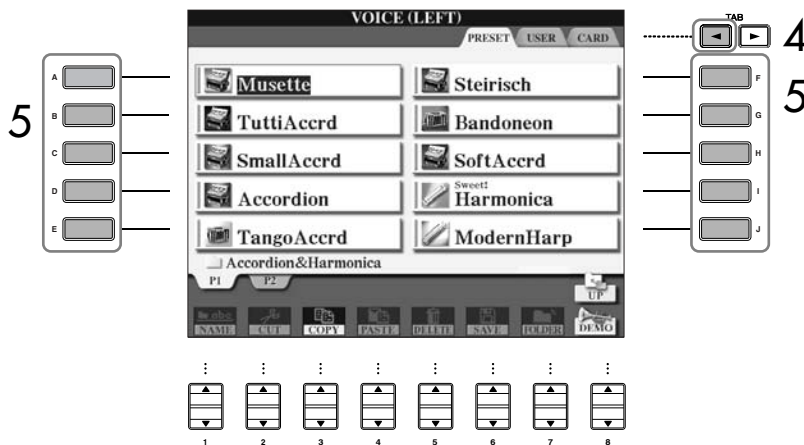 VOICE (LEFT)
PRESET USER CARD
TAB
4
5
5
A
B
C
D
E
F
G
H
I
J
Musette
TuttiAccrd
SmallAccrd
Accordion
TangoAccrd
Steirisch
Bandoneon
SoftAccrd
Sweet!
Harmonica
ModernHarp
Accordion&Harmonica
P1 P2
UP
NAME CUT COPY PASTE DELETE SAVE FOLDER DEMO
1 2 3 4 5 6 7 8